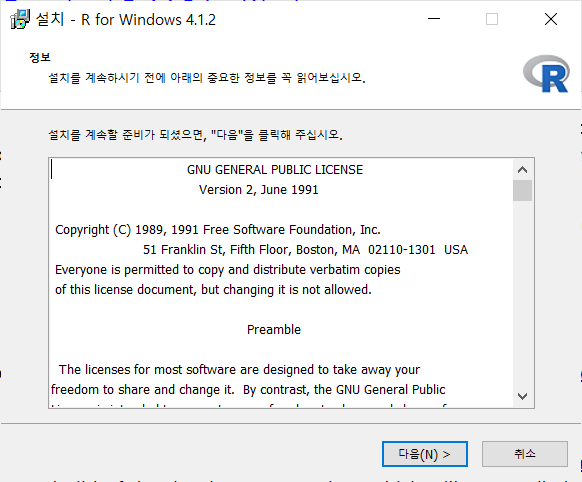 설치 - R for Windows 4.1.2
정보
설치를 계속하시기 전에 아래의 중요한 정보를 꼭 읽어보십시오.
R
설치를 계속할 준비가 되셨으면, "다음"을 클릭해 주십시오.
GNU GENERAL PUBLIC LICENSE
Version 2, June 1991
Copyright (C) 1989, 1991 Free Software Foundation, Inc.
51 Franklin St, Fifth Floor, Boston, MA  02110-1301  USA
Everyone is permitted to copy and distribute verbatim copies
of this license document, but changing it is not allowed.
Preamble
The licenses for most software are designed to take away your
freedom to share and change it.  By contrast, the GNU General Public
다음(N) >
취소